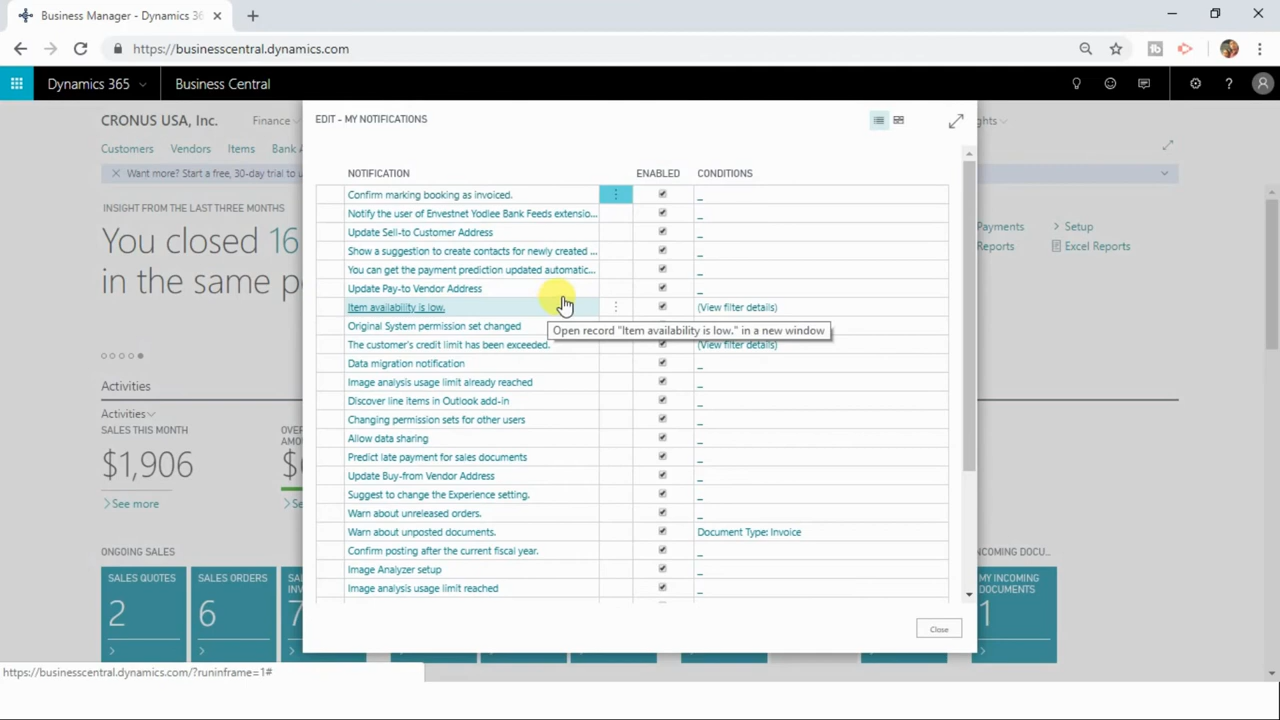 Business Manager - Dynamics 36
https://businesscentral.dynamics.com
Dynamics 365
Business Central
?
CRONUS USA, Inc.
Finance
ghts
Customers
Vendors
Items
Bank A
Want more? Start a free, 30-day trial to u
INSIGHT FROM THE LAST THREE MONTHS
You closed 16
in the same p
Payments
> Setup
Reports
Excel Reports
Activities
Activities
SALES THIS MONTH
$1,906
> See more
OVER
AMO
$6
> Se
ONGOING SALES
SALES QUOTES
2
SALES ORDERS
6
SAL
INV
7
COMING DOCU...
MY INCOMING
DOCUMENTS
1
EDIT - MY NOTIFICATIONS
NOTIFICATION ENABLED CONDITIONS
Confirm marking booking as invoiced. _
Notify the user of Envestnet Yodlee Bank Feeds extensio... _
Update Sell-to Customer Address _
Show a suggestion to create contacts for newly created ... _
You can get the payment prediction updated automatic... _
Update Pay-to Vendor Address _
Item availability is low. (View filter details)
Original System permission set changed
Open record "Item availability is low." in a new window
The customer's credit limit has been exceeded. (View filter details)
Data migration notification _
Image analysis usage limit already reached _
Discover line items in Outlook add-in _
Changing permission sets for other users _
Allow data sharing _
Predict late payment for sales documents _
Update Buy-from Vendor Address _
Suggest to change the Experience setting. _
Warn about unreleased orders. _
Warn about unposted documents. Document Type: Invoice
Confirm posting after the current fiscal year. _
Image Analyzer setup _
Image analysis usage limit reached _
Close
https://businesscentral.dynamics.com/?runinframe=1#